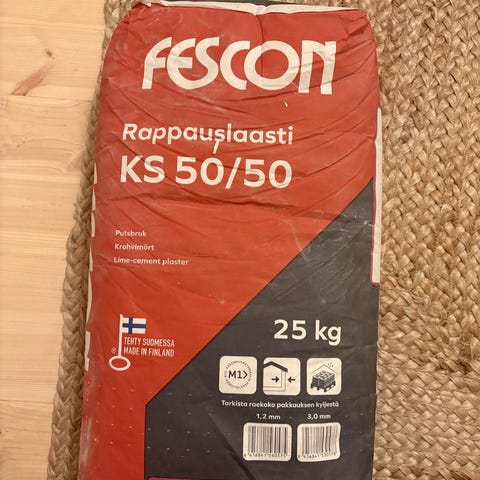 FESCON
Rappauslaasti
KS 50/50
Putsbruk
Krohvimört
Lime-cement plaster
TEHTY SUOMESSA
MADE IN FINLAND
25 kg
M1
Tarkista raekoko pakkauksen kyljestä
1,2 mm 3,0 mm